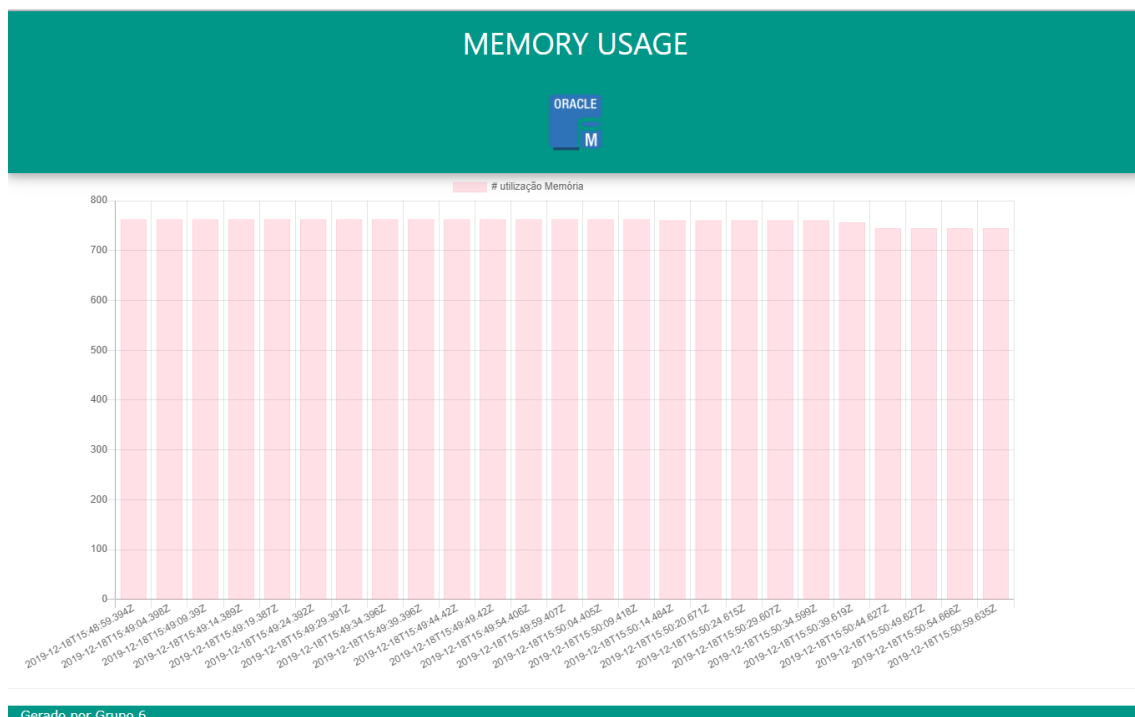 MEMORY USAGE
ORACLE
M
# utilização Memória
800
700
600
500
400
300
200
100
0
2019-12-18T15:48:59.394Z
2019-12-18T15:49:04.398Z
2019-12-18T15:49:09.39Z
2019-12-18T15:49:14.389Z
2019-12-18T15:49:19.387Z
2019-12-18T15:49:24.392Z
2019-12-18T15:49:29.391Z
2019-12-18T15:49:34.396Z
2019-12-18T15:49:39.396Z
2019-12-18T15:49:44.42Z
2019-12-18T15:49:49.42Z
2019-12-18T15:49:54.406Z
2019-12-18T15:49:59.407Z
2019-12-18T15:50:04.405Z
2019-12-18T15:50:09.418Z
2019-12-18T15:50:14.484Z
2019-12-18T15:50:20.671Z
2019-12-18T15:50:24.615Z
2019-12-18T15:50:29.607Z
2019-12-18T15:50:34.599Z
2019-12-18T15:50:39.619Z
2019-12-18T15:50:44.627Z
2019-12-18T15:50:49.627Z
2019-12-18T15:50:54.666Z
2019-12-18T15:50:59.635Z
Gerado por Grupo 6